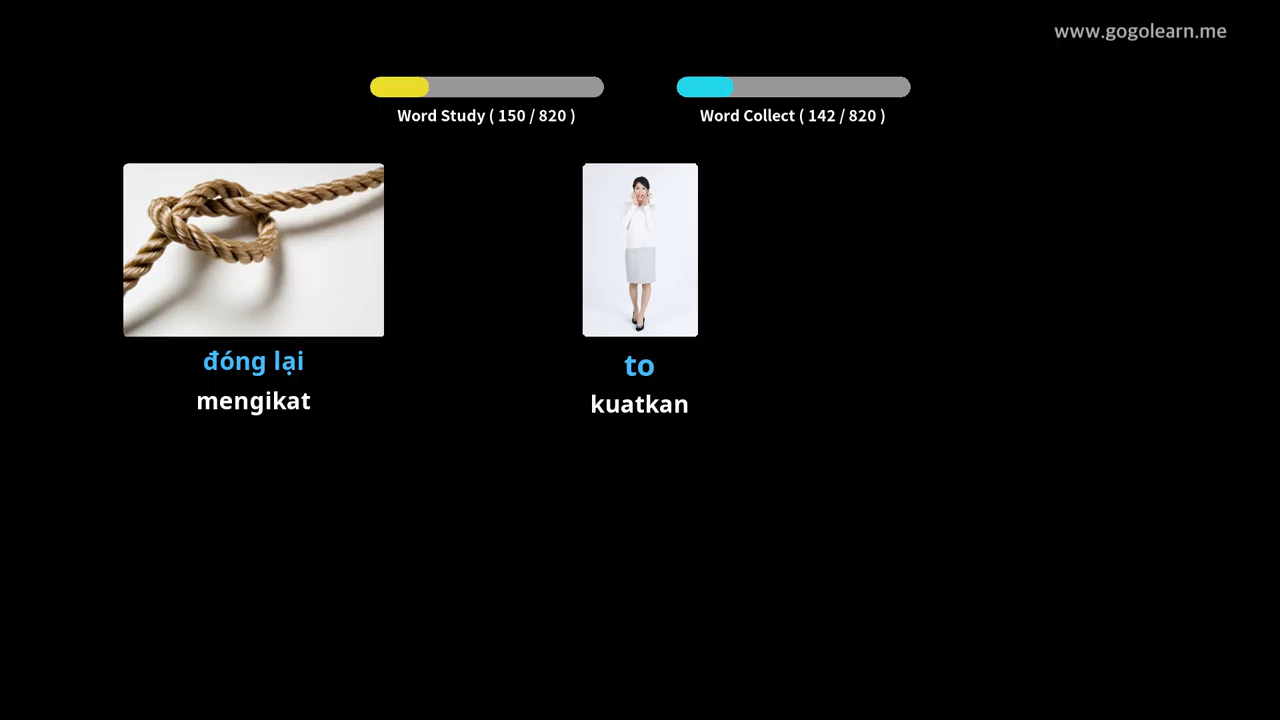 www.gogolearn.me
Word Study ( 150 / 820 )
Word Collect ( 142 / 820 )
đóng lại
mengikat
to
kuatkan